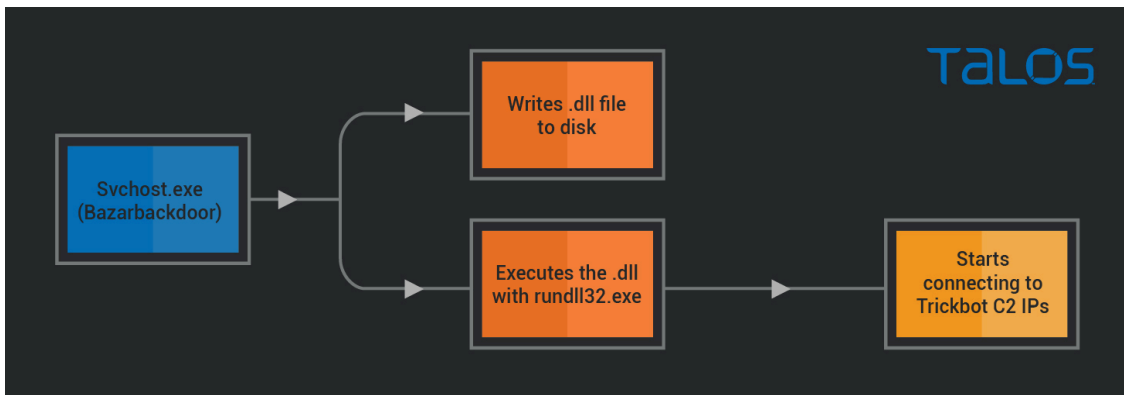 TALOS
Writes .dll file
to disk
Svchost.exe
(Bazarbackdoor)
Executes the .dll
with rundll32.exe
Starts
connecting to
Trickbot C2 IPs